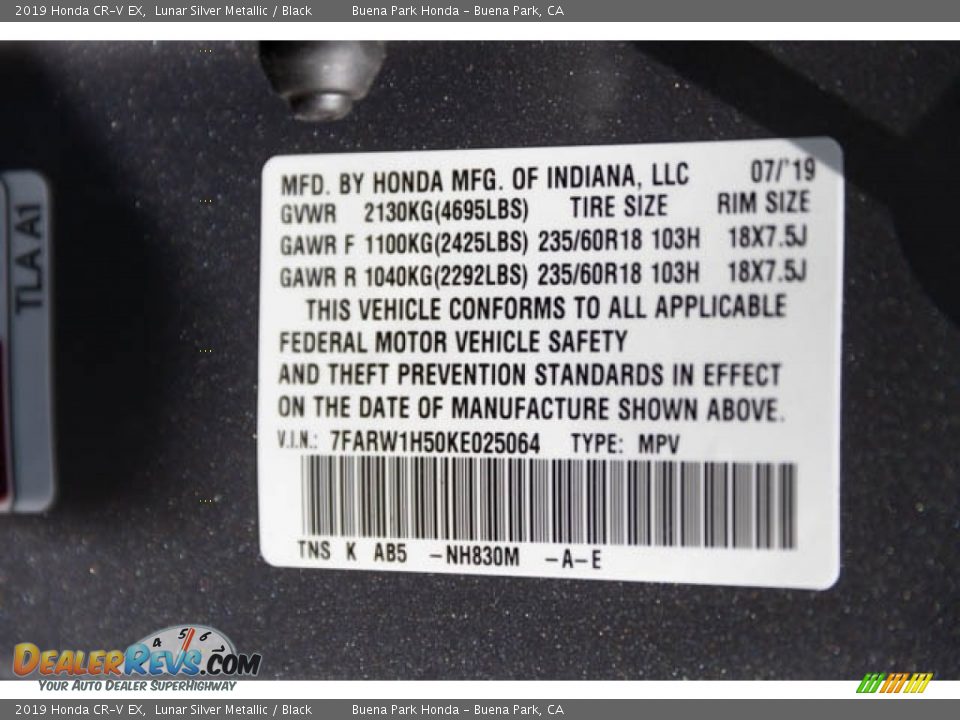 2019 Honda CR-V EX, Lunar Silver Metallic / Black Buena Park Honda - Buena Park, CA
TLA A1
MFD. BY HONDA MFG. OF INDIANA, LLC 07/'19
GVWR 2130KG(4695LBS) TIRE SIZE RIM SIZE
GAWR F 1100KG(2425LBS) 235/60R18 103H 18X7.5J
GAWR R 1040KG(2292LBS) 235/60R18 103H 18X7.5J
THIS VEHICLE CONFORMS TO ALL APPLICABLE
FEDERAL MOTOR VEHICLE SAFETY
AND THEFT PREVENTION STANDARDS IN EFFECT
ON THE DATE OF MANUFACTURE SHOWN ABOVE.
V.I.N.: 7FARW1H50KE025064 TYPE: MPV
TNS K AB5 -NH830M -A-E
4 5 6
DEALERREVS.COM
YOUR AUTO DEALER SUPERHIGHWAY
2019 Honda CR-V EX, Lunar Silver Metallic / Black Buena Park Honda - Buena Park, CA